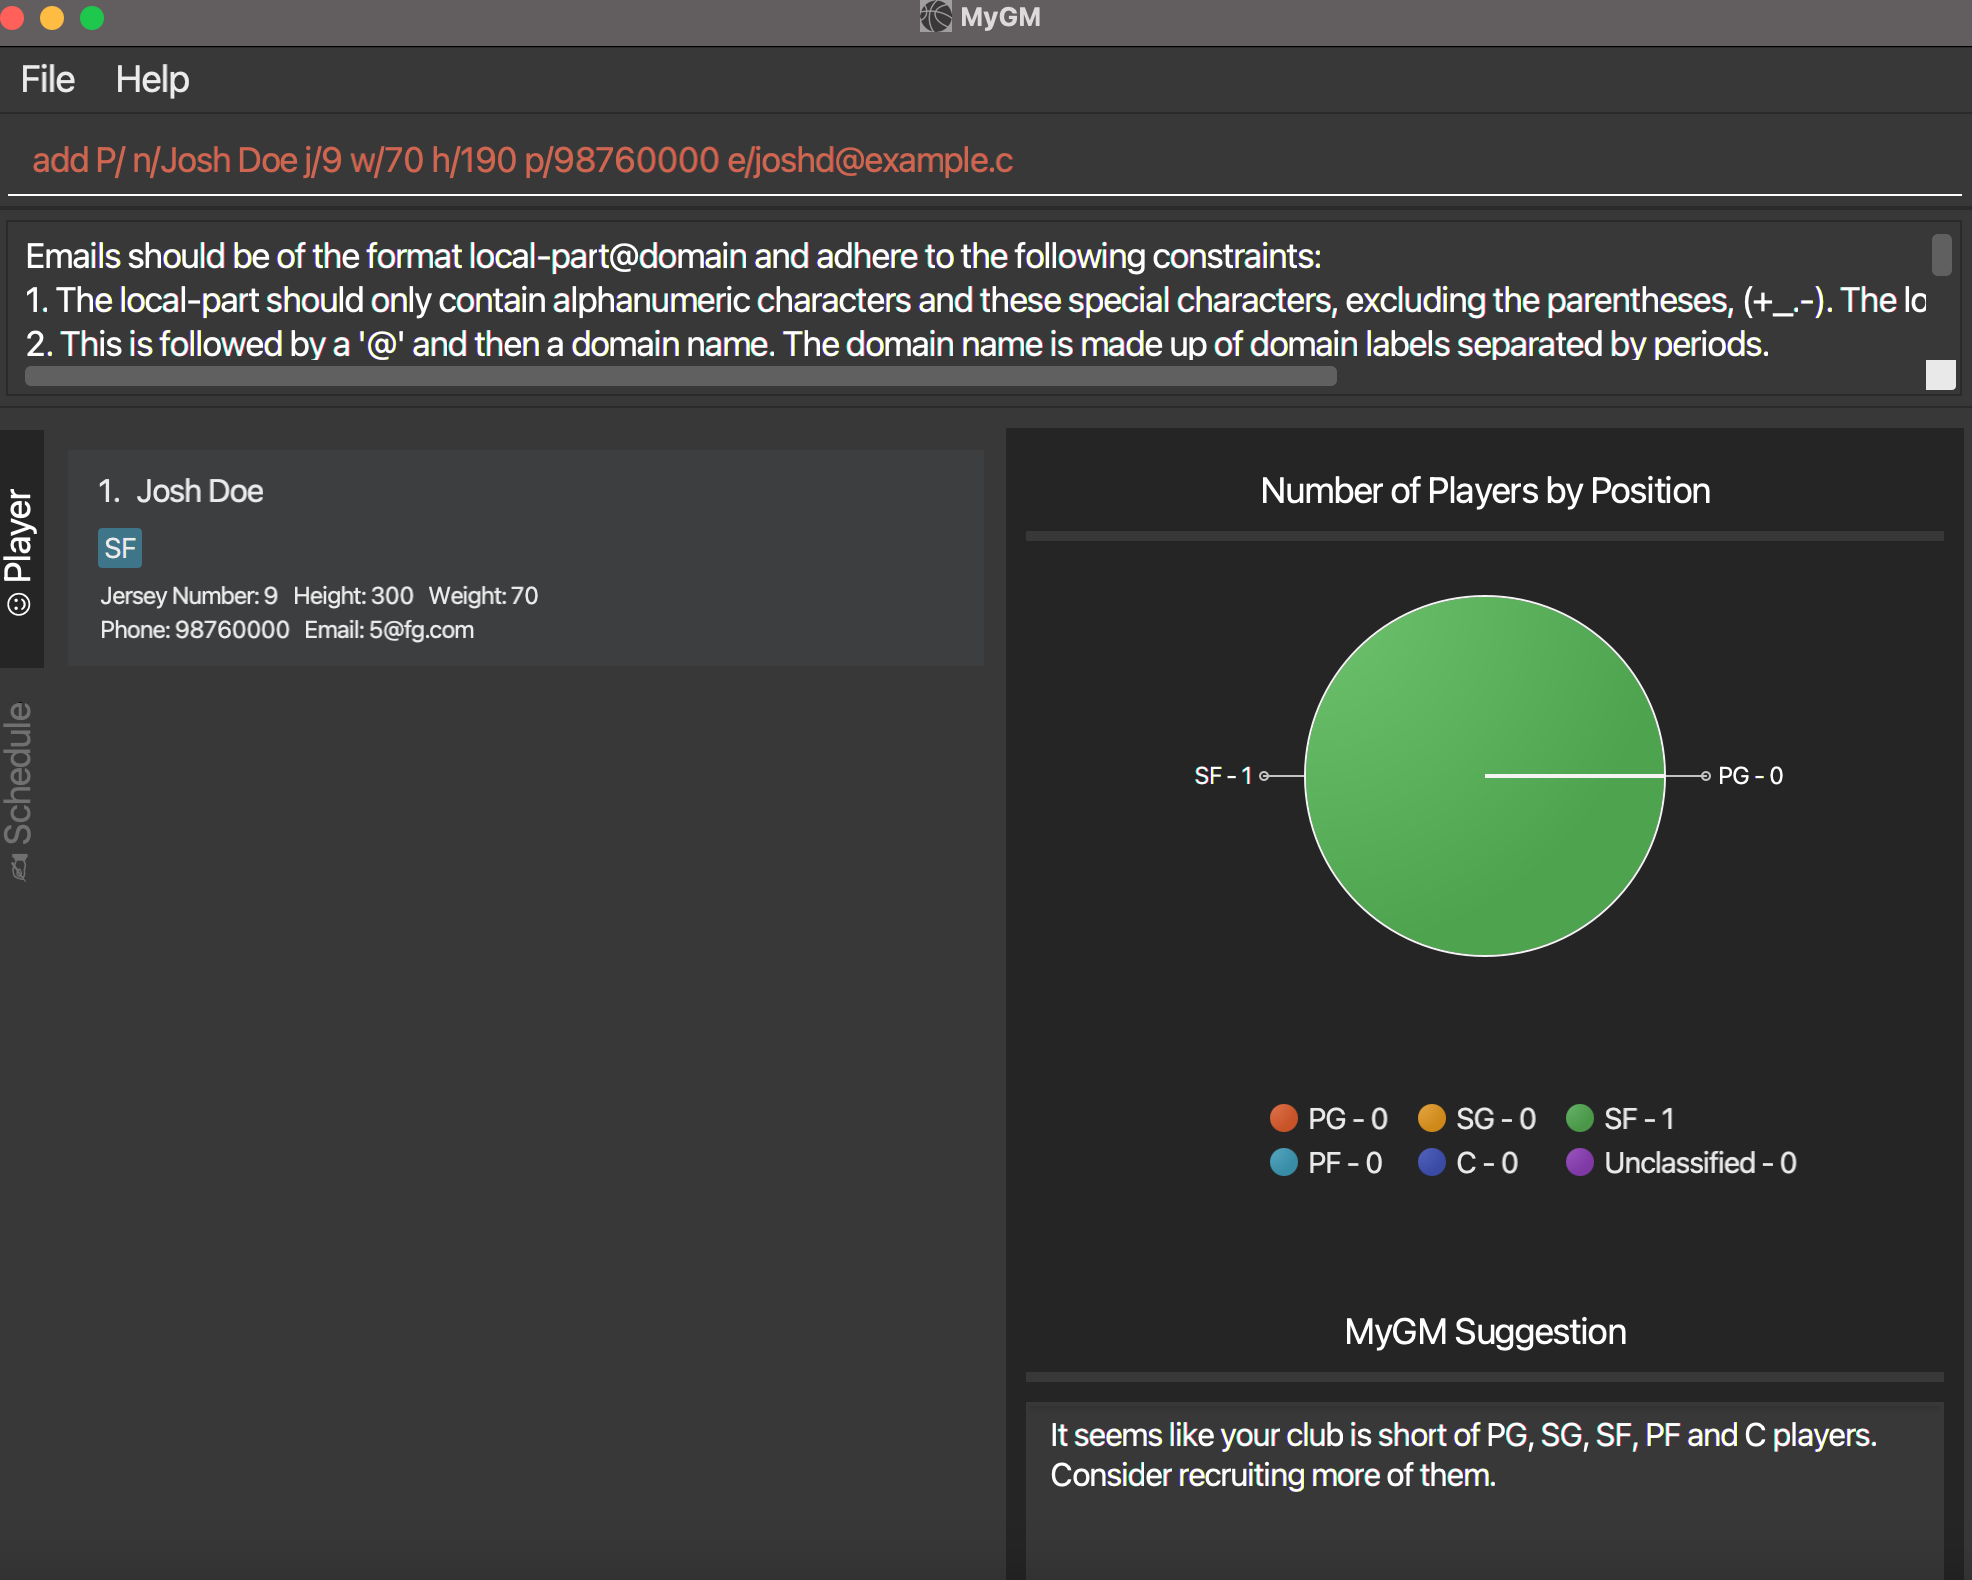 MyGM
File Help
add P/ n/Josh Doe j/9 w/70 h/190 p/98760000 e/joshd@example.c
Emails should be of the format local-part@domain and adhere to the following constraints:
1. The local-part should only contain alphanumeric characters and these special characters, excluding the parentheses, (+_.-). The lo
2. This is followed by a '@' and then a domain name. The domain name is made up of domain labels separated by periods.
Player
Schedule
1. Josh Doe
SF
Jersey Number: 9 Height: 300 Weight: 70
Phone: 98760000 Email: 5@fg.com
Number of Players by Position
SF - 1
PG - 0
PG - 0 SG - 0 SF - 1
PF - 0 C - 0 Unclassified - 0
MyGM Suggestion
It seems like your club is short of PG, SG, SF, PF and C players.
Consider recruiting more of them.